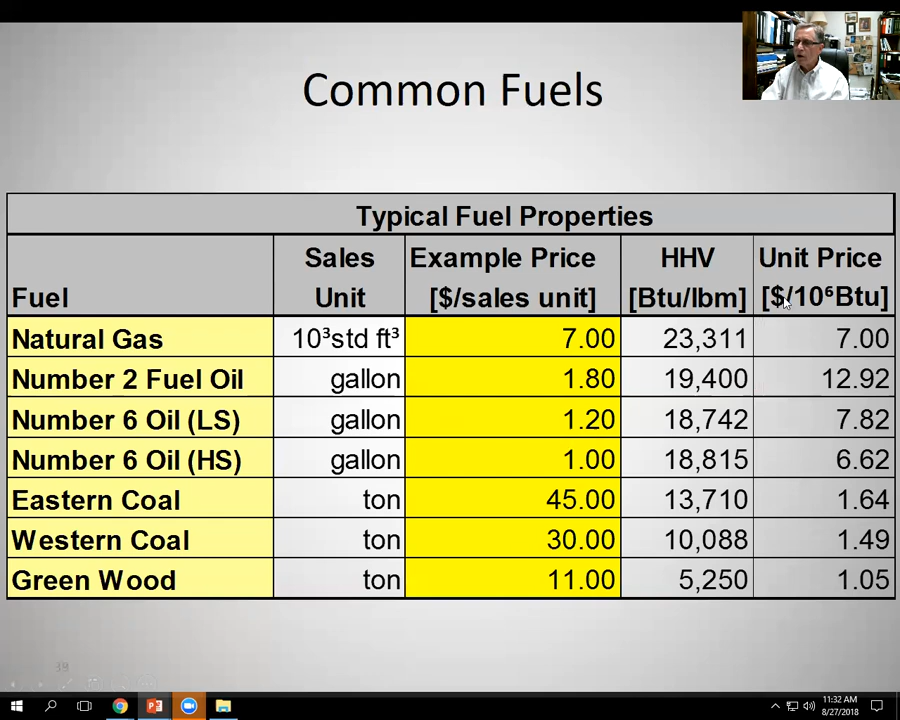 Common Fuels
Typical Fuel Properties
Fuel Sales Unit Example Price [$/sales unit] HHV [Btu/lbm] Unit Price [$/10⁶Btu]
Natural Gas 10³std ft³ 7.00 23,311 7.00
Number 2 Fuel Oil gallon 1.80 19,400 12.92
Number 6 Oil (LS) gallon 1.20 18,742 7.82
Number 6 Oil (HS) gallon 1.00 18,815 6.62
Eastern Coal ton 45.00 13,710 1.64
Western Coal ton 30.00 10,088 1.49
Green Wood ton 11.00 5,250 1.05
39
11:32 AM
8/27/2018